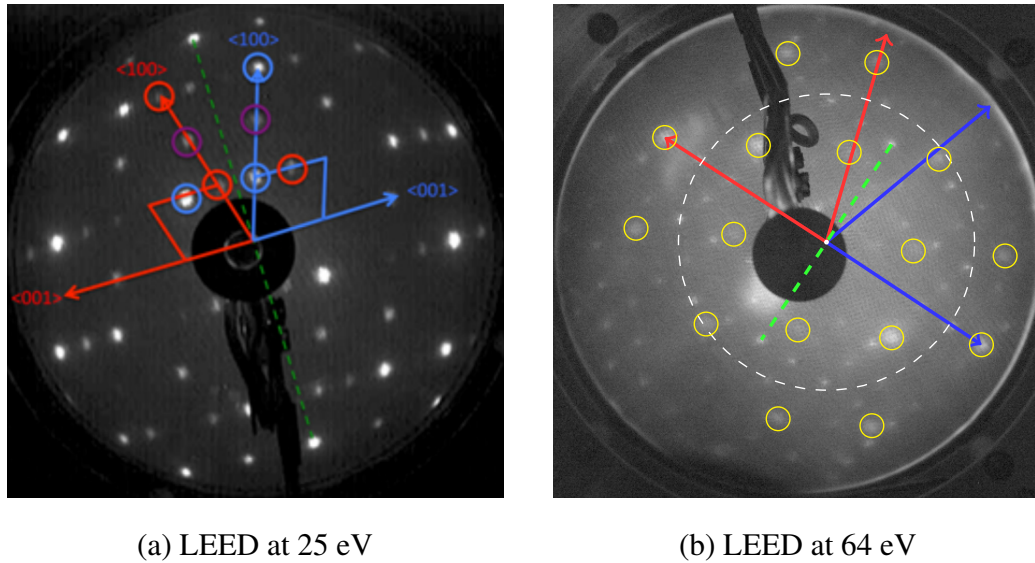 <100>
<100>
<001>
<001>
(a) LEED at 25 eV
(b) LEED at 64 eV